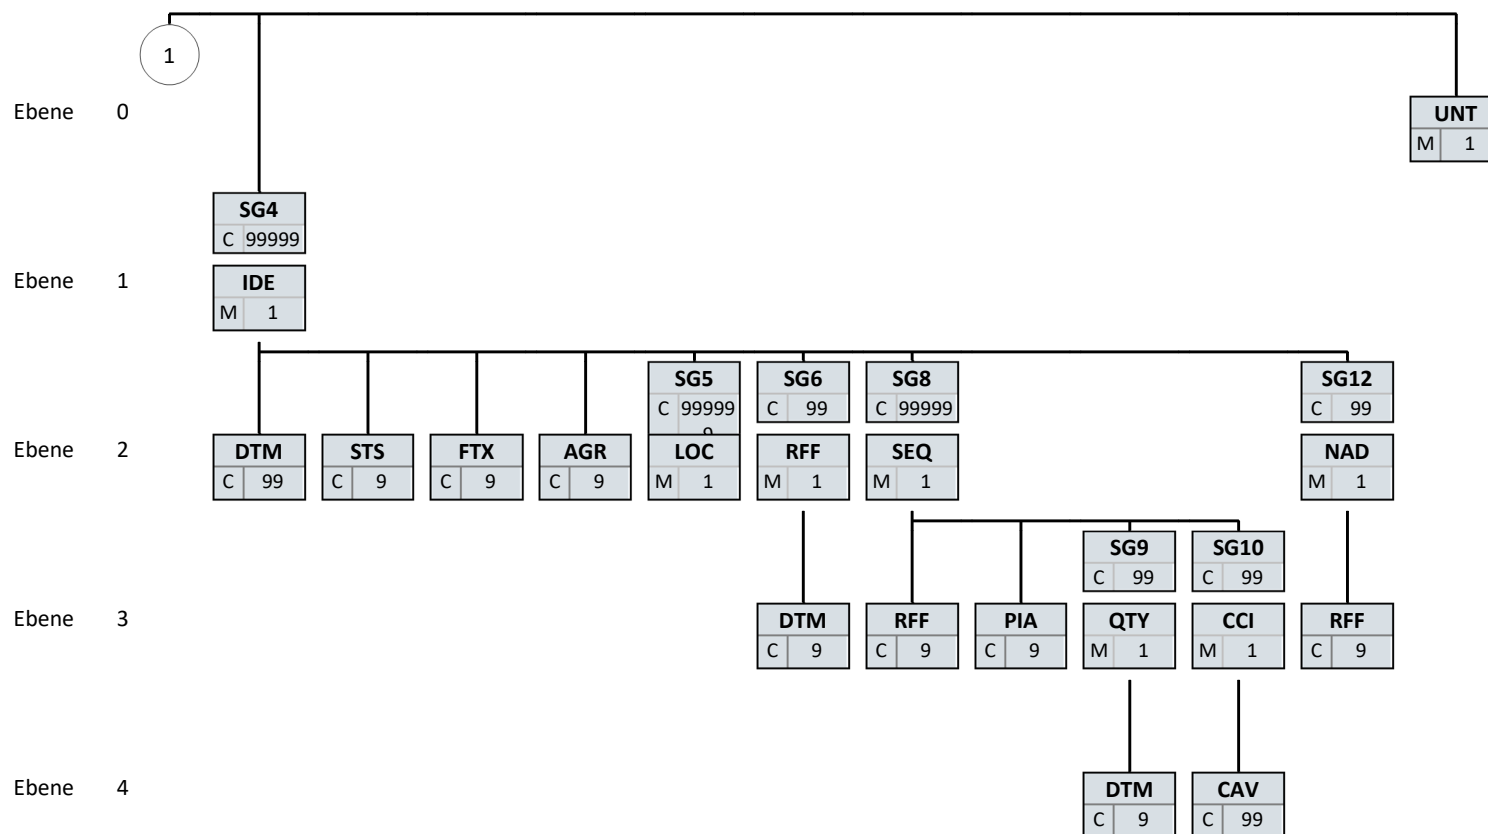 1
Ebene 0
UNT
M 1
SG4
C 99999
Ebene 1
IDE
M 1
SG5 SG6 SG8 SG12
C 99999 C 99 C 99999 C 99
Ebene 2
DTM STS FTX AGR LOC RFF SEQ NAD
C 99 C 9 C 9 C 9 M 1 M 1 M 1 M 1
SG9 SG10
C 99 C 99
Ebene 3
DTM RFF PIA QTY CCI RFF
C 9 C 9 C 9 M 1 M 1 C 9
Ebene 4
DTM CAV
C 9 C 99